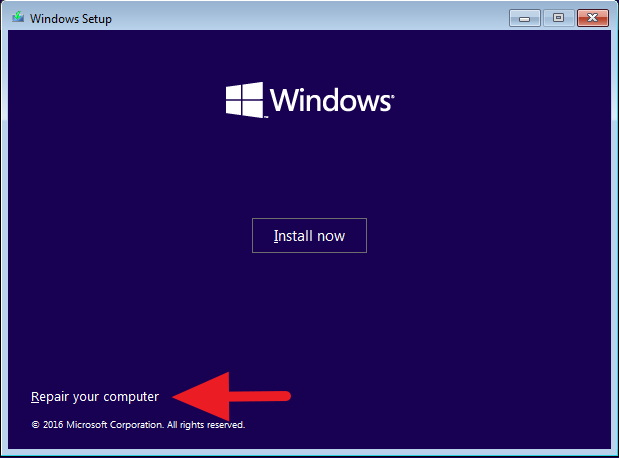 Windows Setup
Windows®
Install now
Repair your computer
© 2016 Microsoft Corporation. All rights reserved.